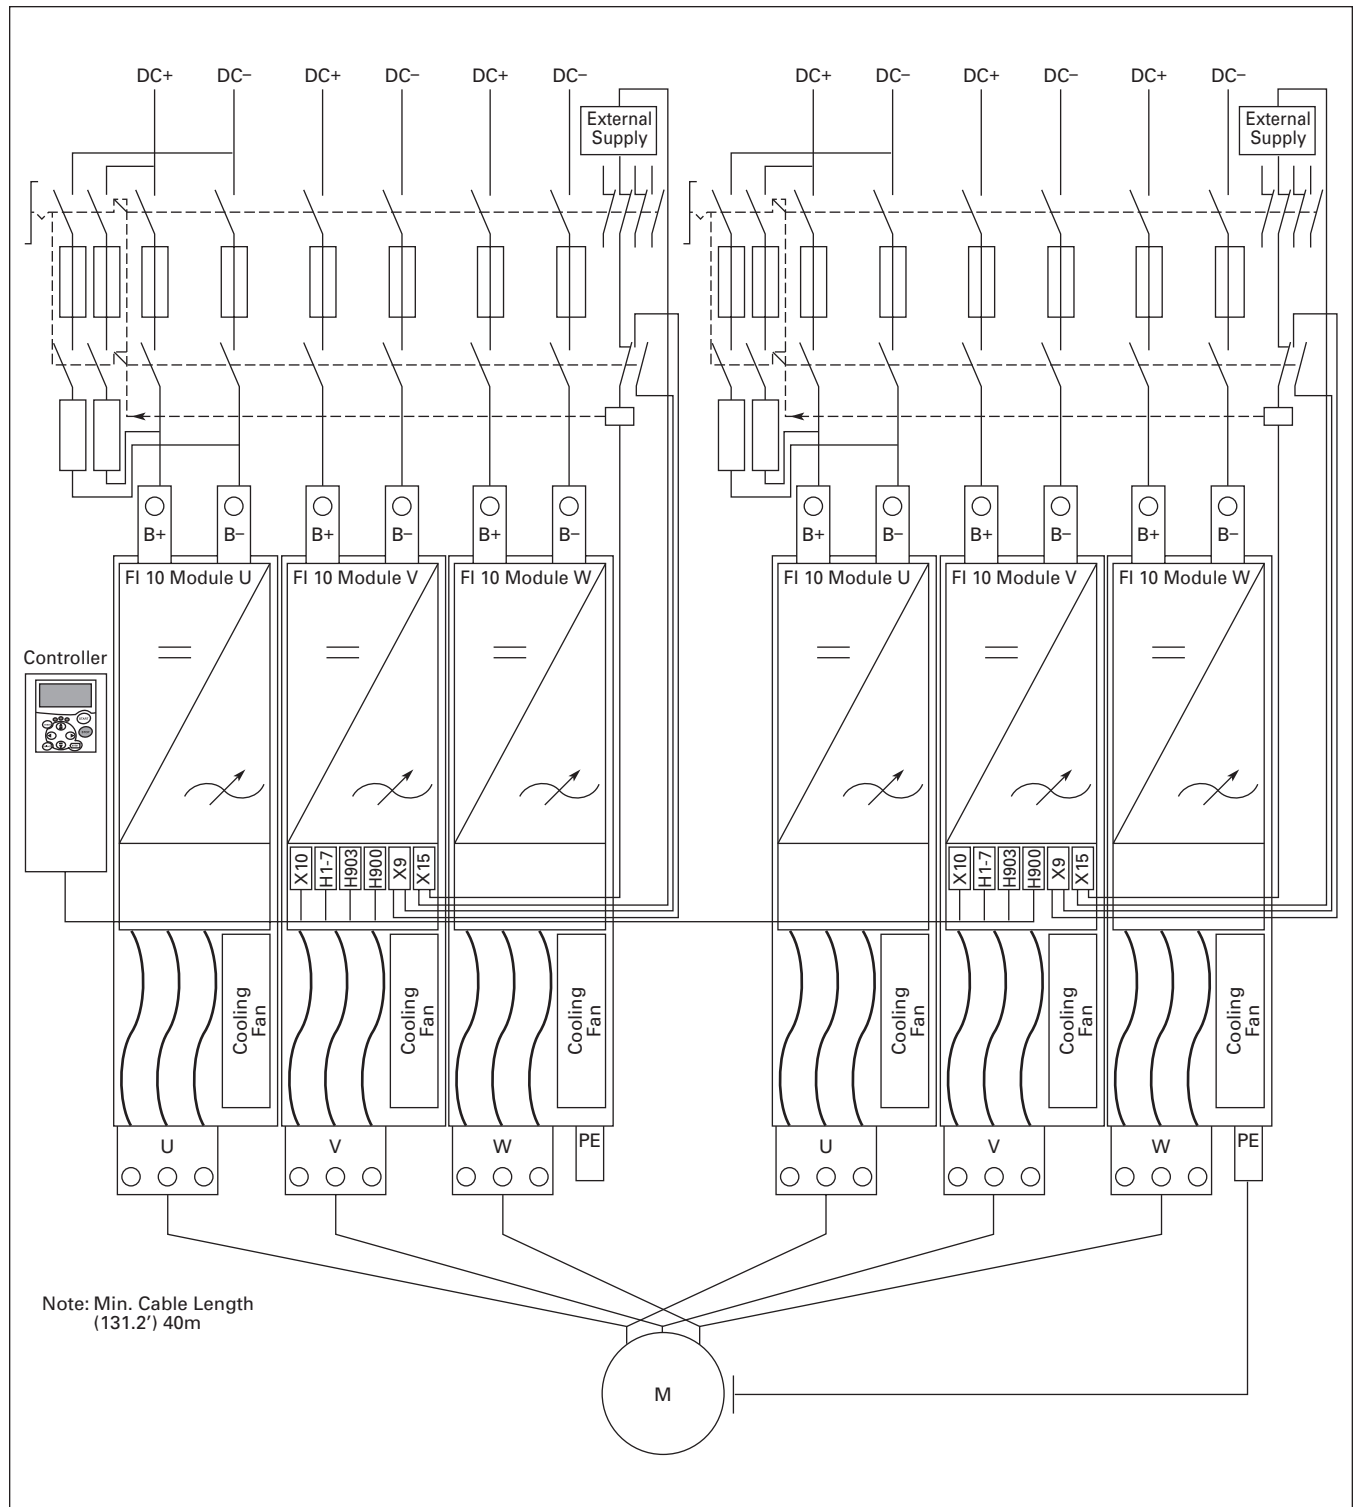 DC+ DC– DC+ DC– DC+ DC– DC+ DC– DC+ DC– DC+ DC–
External
Supply
External
Supply
B+ B– B+ B– B+ B– B+ B– B+ B– B+ B–
FI 10 Module U FI 10 Module V FI 10 Module W FI 10 Module U FI 10 Module V FI 10 Module W
Controller
X10 H1-7 H903 H900 X9 X15 X10 H1-7 H903 H900 X9 X15
Cooling
Fan
Cooling
Fan
Cooling
Fan
Cooling
Fan
Cooling
Fan
Cooling
Fan
U V W PE U V W PE
Note: Min. Cable Length
(131.2′) 40m
M